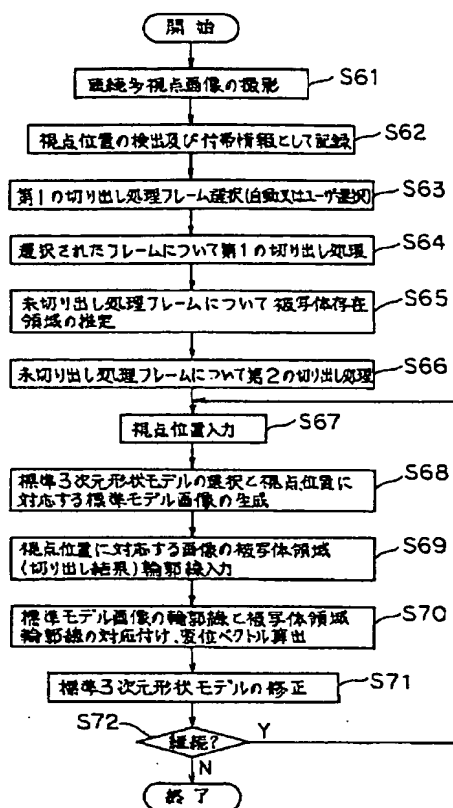 開始
連続多視点画像の撮影
S61
視点位置の検出及び付帯情報として記録
S62
第1の切り出し処理フレーム選択(自動又はユーザ選択)
S63
選択されたフレームについて第1の切り出し処理
S64
未切り出し処理フレームについて被写体存在
領域の推定
S65
未切り出し処理フレームについて第2の切り出し処理
S66
視点位置入力
S67
標準3次元形状モデルの選択と視点位置に
対応する標準モデル画像の生成
S68
視点位置に対応する画像の被写体領域
(切り出し結果)輪郭線入力
S69
標準モデル画像の輪郭線と被写体領域
輪郭線の対応付け、変位ベクトル算出
S70
標準3次元形状モデルの修正
S71
S72
継続?
Y
N
終了